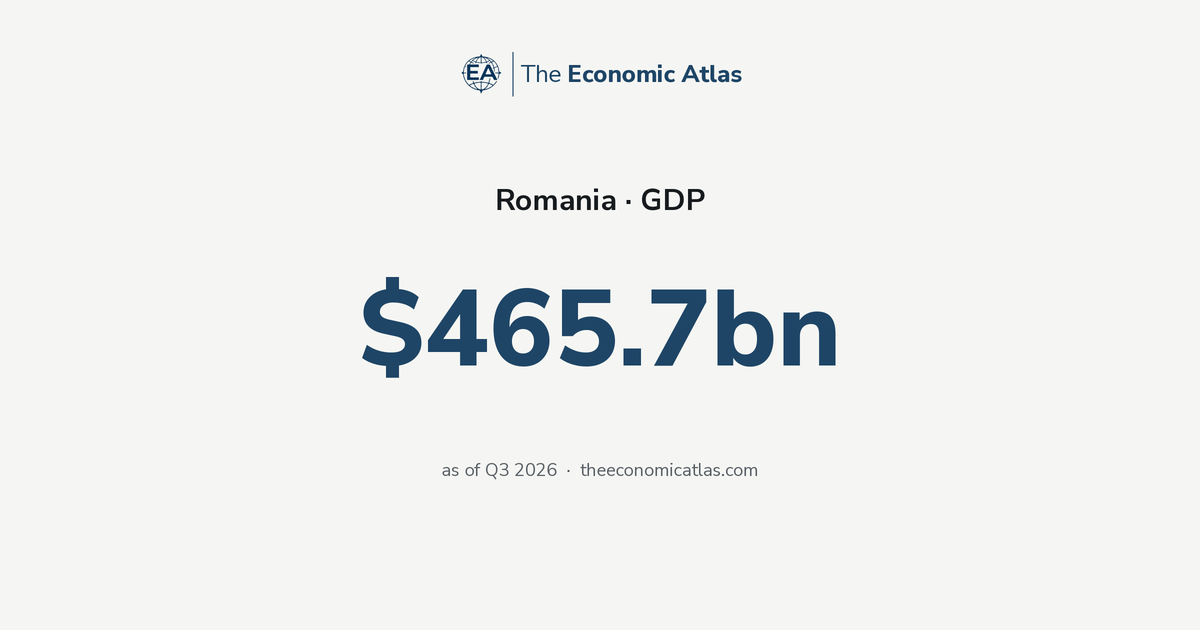 EA The Economic Atlas
Romania · GDP
$465.7bn
as of Q3 2026 · theeconomicatlas.com